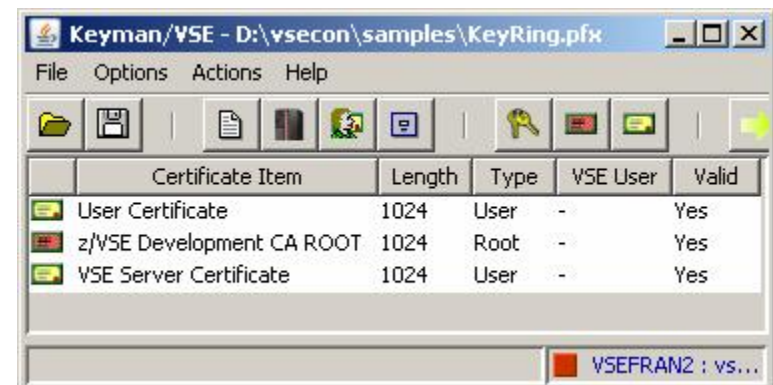 Keyman/VSE - D:\vsecon\samples\KeyRing.pfx
File Options Actions Help
Certificate Item Length Type VSE User Valid
User Certificate 1024 User - Yes
z/VSE Development CA ROOT 1024 Root - Yes
VSE Server Certificate 1024 User - Yes
VSEFRAN2 : vs...